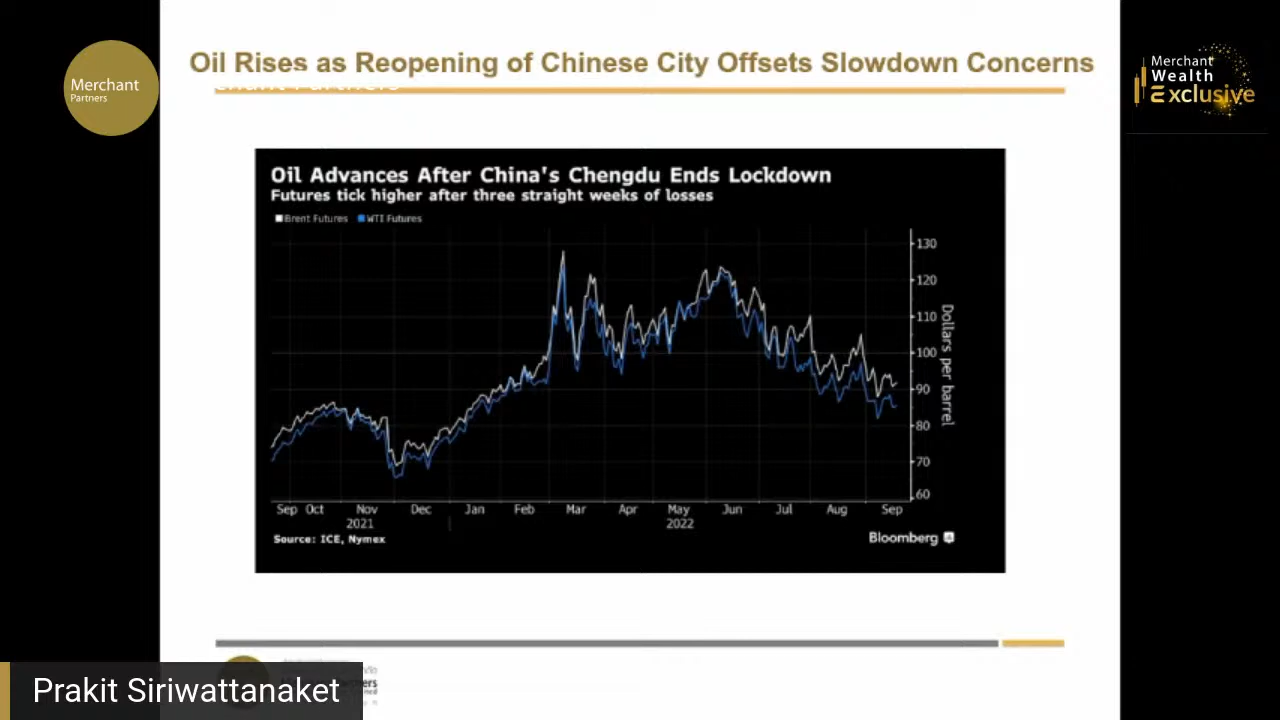 Oil Rises as Reopening of Chinese City Offsets Slowdown Concerns
Merchant
Partners
Merchant
Wealth
Exclusive
Oil Advances After China's Chengdu Ends Lockdown
Futures tick higher after three straight weeks of losses
Brent Futures WTI Futures
130
120
110
100
90
80
70
60
Dollars per barrel
Sep Oct Nov Dec Jan Feb Mar Apr May Jun Jul Aug Sep
2021 2022
Source: ICE, Nymex
Bloomberg
Prakit Siriwattanaket